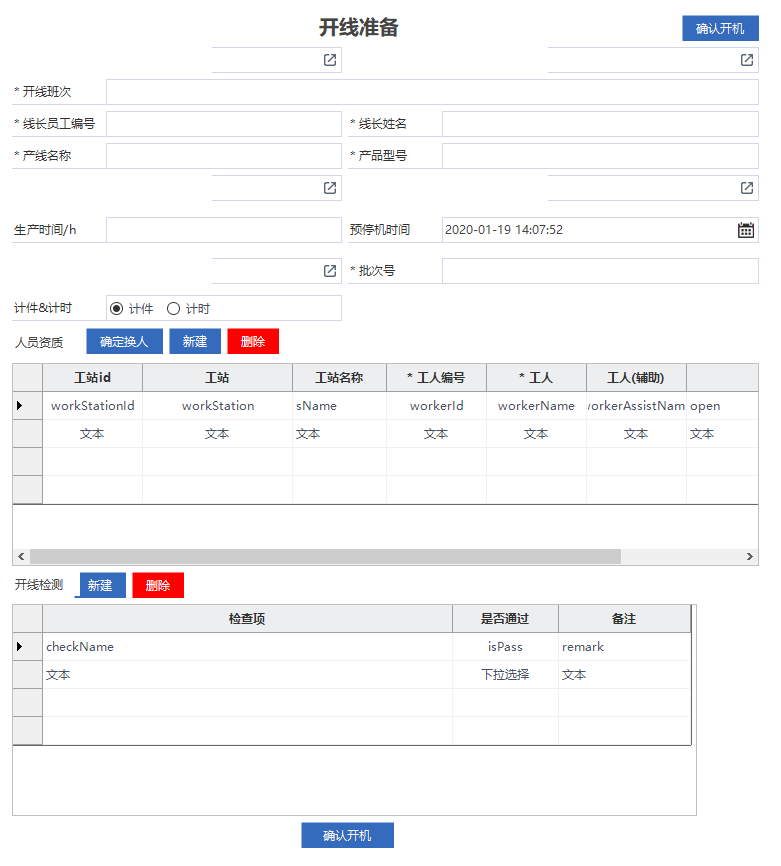 开线准备
确认开机
* 开线班次
* 线长员工编号
* 线长姓名
* 产线名称
* 产品型号
生产时间/h
预停机时间
2020-01-19 14:07:52
* 批次号
计件&计时
计件
计时
人员资质
确定换人
新建
删除
工站id 工站 工站名称 * 工人编号 * 工人 工人(辅助)
workStationId workStation sName workerId workerName workerAssistNam open
文本 文本 文本 文本 文本 文本 文本
开线检测
新建
删除
检查项 是否通过 备注
checkName isPass remark
文本 下拉选择 文本
确认开机